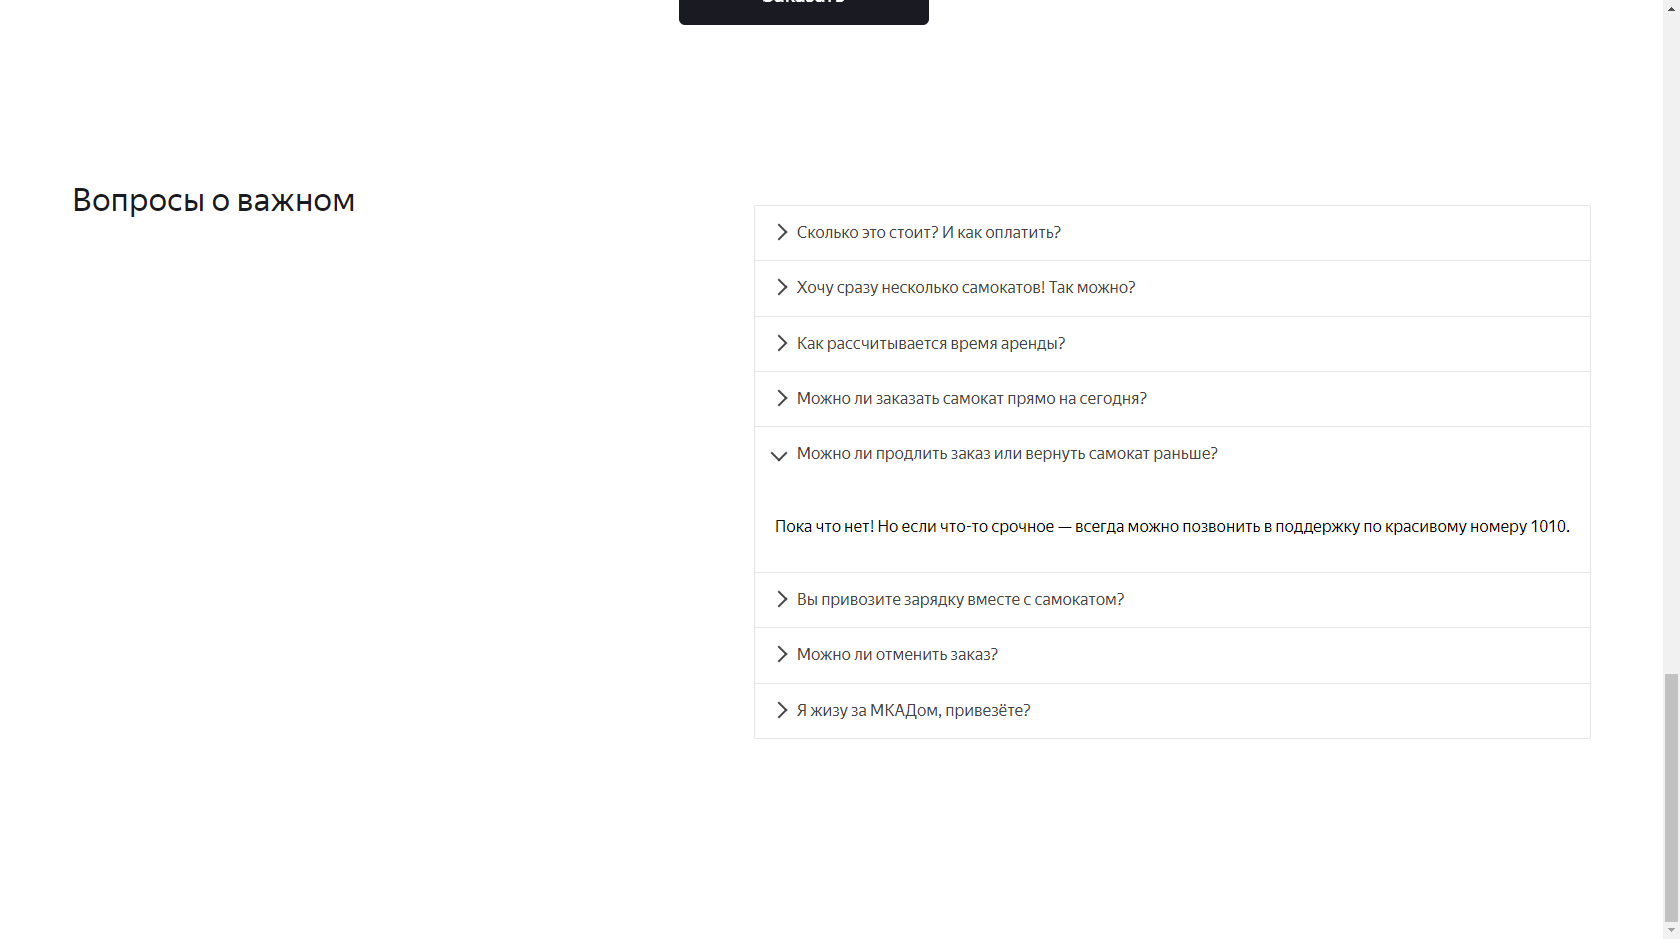 Заказать
Вопросы о важном
Сколько это стоит? И как оплатить?
Хочу сразу несколько самокатов! Так можно?
Как рассчитывается время аренды?
Можно ли заказать самокат прямо на сегодня?
Можно ли продлить заказ или вернуть самокат раньше?
Пока что нет! Но если что-то срочное — всегда можно позвонить в поддержку по красивому номеру 1010.
Вы привозите зарядку вместе с самокатом?
Можно ли отменить заказ?
Я жизу за МКАДом, привезёте?